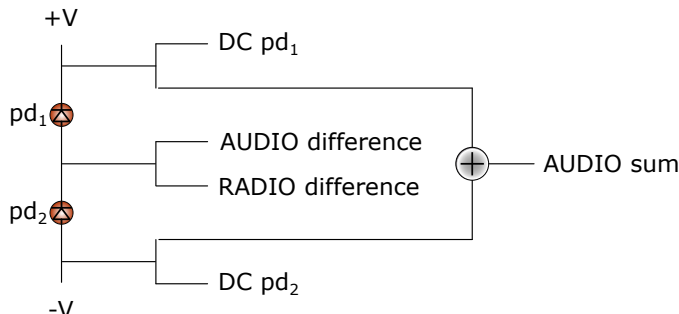 +V
DC pd₁
pd₁
AUDIO difference
AUDIO sum
RADIO difference
pd₂
DC pd₂
-V